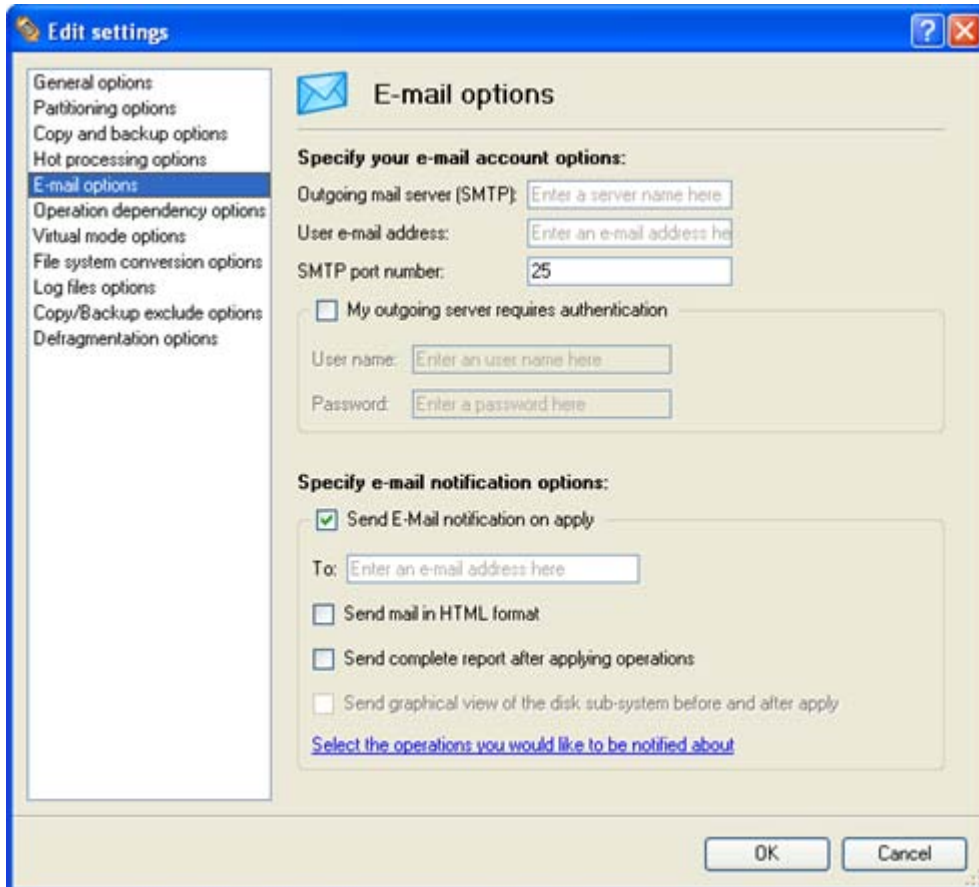 Edit settings
General options
Partitioning options
Copy and backup options
Hot processing options
E-mail options
Operation dependency options
Virtual mode options
File system conversion options
Log files options
Copy/Backup exclude options
Defragmentation options
E-mail options
Specify your e-mail account options:
Outgoing mail server (SMTP): Enter a server name here
User e-mail address: Enter an e-mail address he
SMTP port number: 25
My outgoing server requires authentication
User name: Enter an user name here
Password: Enter a password here
Specify e-mail notification options:
Send E-Mail notification on apply
To: Enter an e-mail address here
Send mail in HTML format
Send complete report after applying operations
Send graphical view of the disk sub-system before and after apply
Select the operations you would like to be notified about
OK Cancel